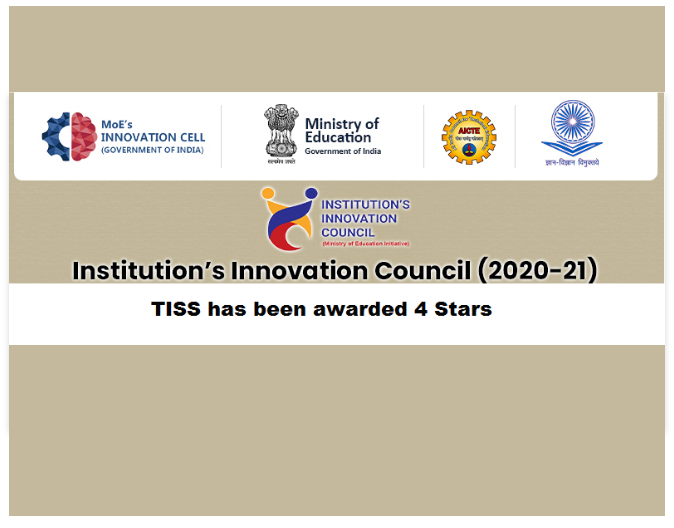 MoE's
INNOVATION CELL
(GOVERNMENT OF INDIA)
सत्यमेव जयते
Ministry of
Education
Government of India
AICTE
ज्ञान-विज्ञान विमुक्तये
INSTITUTION'S
INNOVATION
COUNCIL
(Ministry of Education Initiative)
Institution's Innovation Council (2020-21)
TISS has been awarded 4 Stars